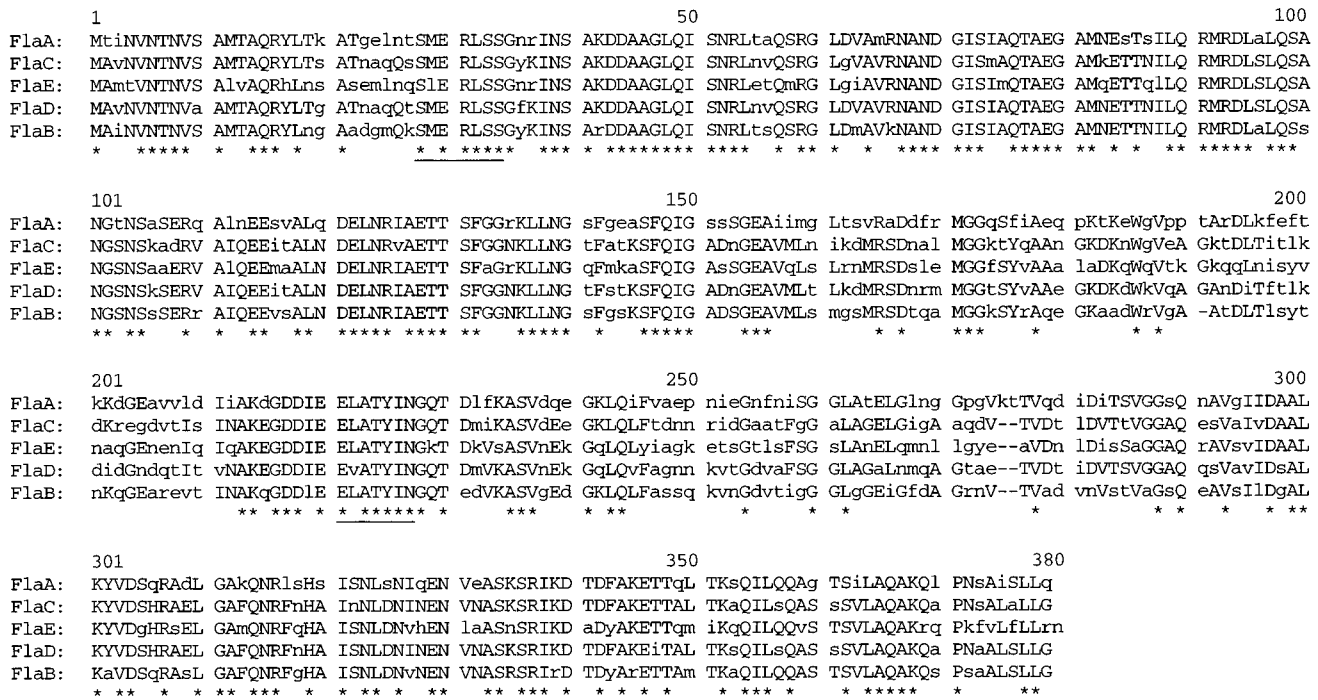 1 50 100
FlaA: MtiNVNTNVS AMTAQRYLTk ATgelntSME RLSSGnrINS AKDDAAGLQI SNRLtaQSRG LDVAmRNAND GISIAQTAEG AMNEsTsILQ RMRDLaLQSA
FlaC: MAvNVNTNVS AMTAQRYLTs ATnaqQsSME RLSSGyKINS AKDDAAGLQI SNRLnvQSRG LgVAVRNAND GISmAQTAEG AMkETTNILQ RMRDLSLQSA
FlaE: MAmtVNTNVS AlvAQRhLns AsemlnqSlE RLSSGnrINS AKDDAAGLQI SNRLetQmRG LgiAVRNAND GISImQTAEG AMqETTqlLQ RMRDLSLQSA
FlaD: MAvNVNTNVa AMTAQRYLTg ATnaqQtSME RLSSGfKINS AKDDAAGLQI SNRLnvQSRG LDVAVRNAND GISIAQTAEG AMNETTNILQ RMRDLSLQSA
FlaB: MAiNVNTNVS AMTAQRYLng AadgmQkSME RLSSGyKINS ArDDAAGLQI SNRLtsQSRG LDmAVkNAND GISIAQTAEG AMNETTNILQ RMRDLaLQSs
* ***** * *** * * * ***** *** *** ******** **** *** * * **** *** ***** ** * * ** ***** ***
101 150 200
FlaA: NGtNSaSERq AlnEEsvALq DELNRIAETT SFGGrKLLNG sFgeaSFQIG ssSGEAiimg LtsvRaDdfr MGGqSfiAeq pKtKeWgVpp tArDLkfeft
FlaC: NGSNSkadRV AIQEEitALN DELNRvAETT SFGGNKLLNG tFatKSFQIG ADnGEAVMLn ikdMRSDnal MGGktYqAAn GKDKnWgVeA GktDLTitlk
FlaE: NGSNSaaERV AlQEEmaALN DELNRIAETT SFaGrKLLNG qFmkaSFQIG AsSGEAVqLs LrnMRSDsle MGGfSYvAAa laDKqWqVtk GkqqLnisyv
FlaD: NGSNSkSERV AIQEEitALN DELNRIAETT SFGGNKLLNG tFstKSFQIG ADnGEAVMLt LkdMRSDnrm MGGtSYvAAe GKDKdWkVqA GAnDiTftlk
FlaB: NGSNSsSERr AIQEEvsALN DELNRIAETT SFGGNKLLNG sFgsKSFQIG ADSGEAVMLs mgsMRSDtqa MGGkSYrAqe GKaadWrVgA -AtDLTlsyt
** ** * * ** ** ***** **** ** * ***** * ***** *** * * *** * * *
201 250 300
FlaA: kKdGEavvld IiAKdGDDIE ELATYINGQT DlfKASVdqe GKLQiFvaep nieGnfniSG GLAtELGlng GpgVktTVqd iDiTSVGGsQ nAVgIIDAAL
FlaC: dKregdvtIs INAKEGDDIE ELATYINGQT DmiKASVdEe GKLQLFtdnn ridGaatFgG aLAGELGigA aqdV--TVDt lDVTtVGGAQ esVaIvDAAL
FlaE: naqGEnenIq IqAKEGDDIE ELATYINGkT DKvsASVnEk gQLQLyiagk etsGtlsFSG sLANELqmnl lgye--aVDn lDisSaGGAQ rAVsvIDAAL
FlaD: didGndqtIt vNAKEGDDIE EvATYINGQT DmVKASVnEk gqLQvFagnn kvtGdvaFSG GLAGaLnmqA Gtae--TVDt iDVTSVGGAQ qsVavIDsAL
FlaB: nKqGEarevt INAKqGDDlE ELATYINGQT edVKASVgEd GKLQLFassq kvnGdvtigG GLgGEiGfdA GrnV--TVad vnVstVaGsQ eAVsIlDgAL
** *** * * ****** * *** * ** * * * * * * * * **
301 350 380
FlaA: KYVDSqRAdL GAkQNRlsHs ISNLsNIqEN VeASKSRIKD TDFAKETTqL TKsQILQQAg TSiLAQAKQl PNsAiSLLq
FlaC: KYVDSHRAEL GAFQNRFnHA InNLDNINEN VNASKSRIKD TDFAKETTAL TKaQILsQAS sSVLAQAKQa PNsALaLLG
FlaE: KYVDgHRsEL GAmQNRFqHA ISNLDNvhEN laASnSRIKD aDyAKETTqm iKqQILQQvS TSVLAQAKrq PkfvLfLLrn
FlaD: KYVDSHRAEL GAFQNRFnHA ISNLDNINEN VNASKSRIKD TDFAKEiTAL TKsQILsQAS sSVLAQAKQa PNaALSLLG
FlaB: KaVDSqRAsL GAFQNRFgHA ISNLDNvNEN VNASRSRIrD TDyArETTAm TKaQILQQAS TSVLAQAKQs PsaALSLLG
* ** * * ** *** * * ** * ** ** ** * * * * * * *** * * ***** * **